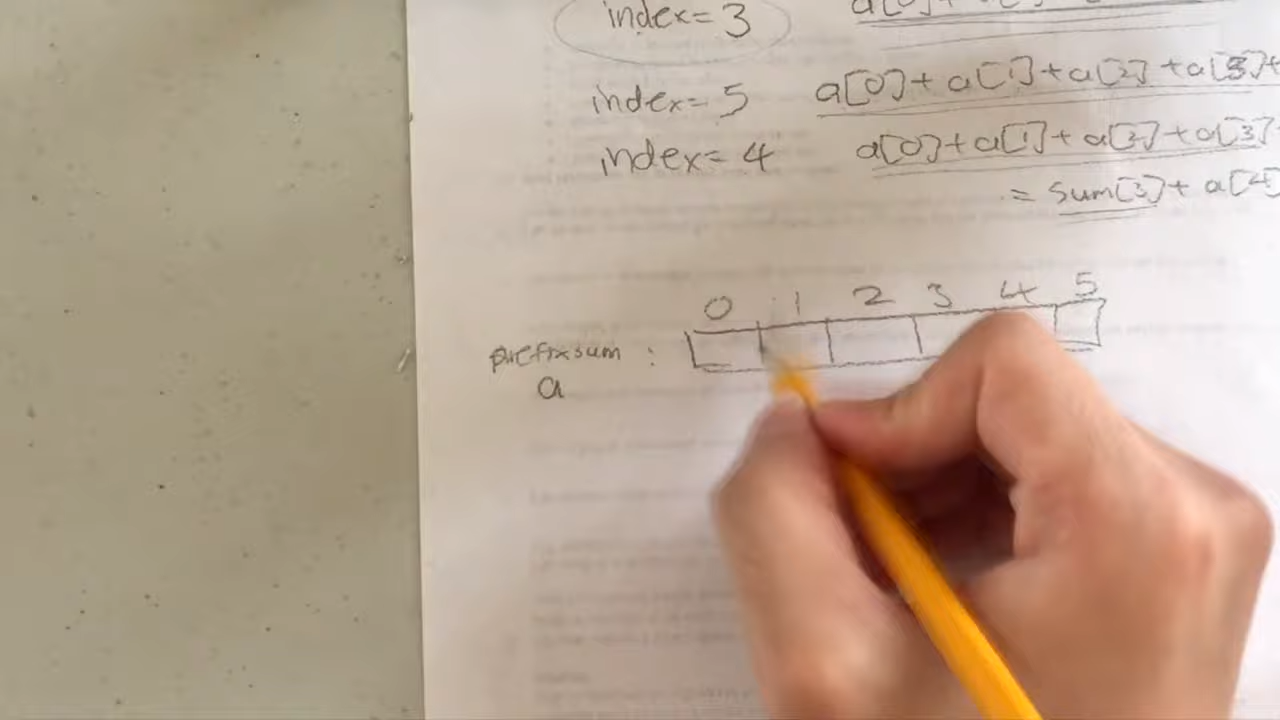 index=3
index=5 a[0]+a[1]+a[2]+a[3]+
index=4 a[0]+a[1]+a[2]+a[3]
= sum[3]+a[4]
0 1 2 3 4 5
prefixsum :
a